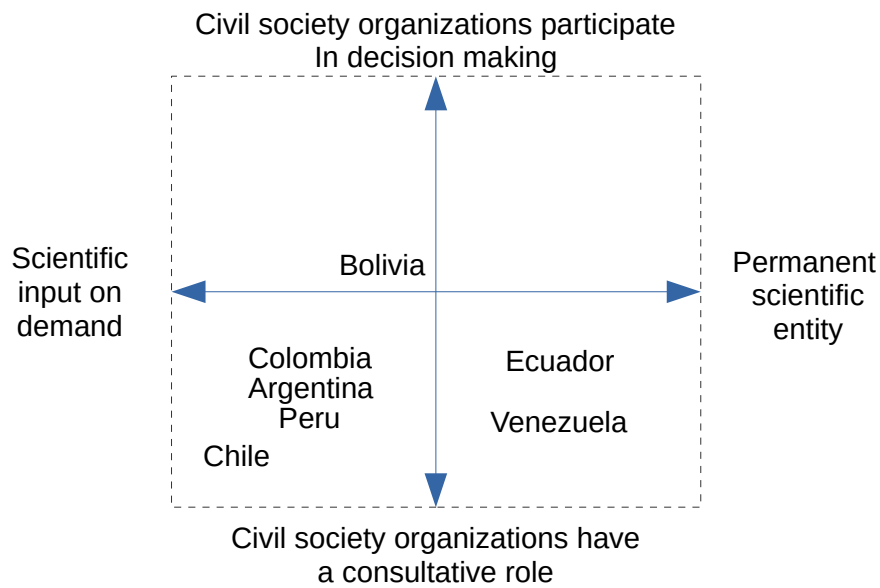 Civil society organizations participate
In decision making
Scientific
input on
demand
Bolivia
Permanent
scientific
entity
Colombia
Argentina
Peru
Chile
Ecuador
Venezuela
Civil society organizations have
a consultative role